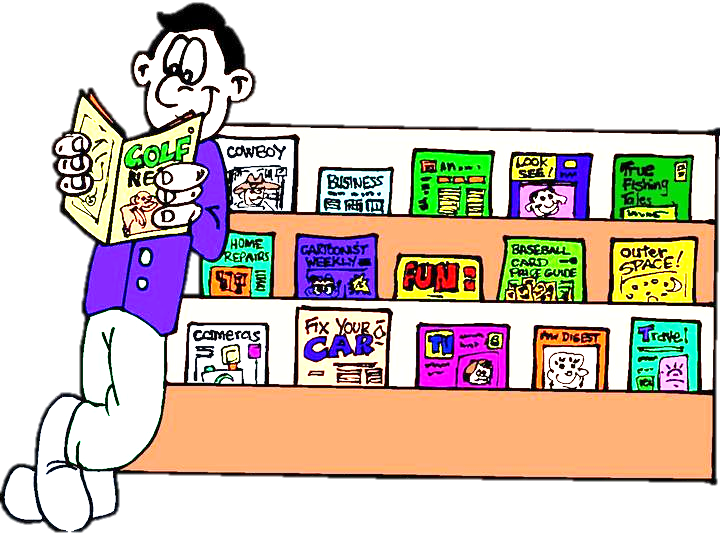 GOLF
NE
COWBOY
BUSINESS
LOOK
SEE!
True
Fishing
Tales
HOME
REPAIRS
CARTOONIST
WEEKLY
FUN
BASEBALL
CARD
PRICE GUIDE
outer
SPACE!
cameras
FIX YOUR
CAR
TV
DIGEST
Travel